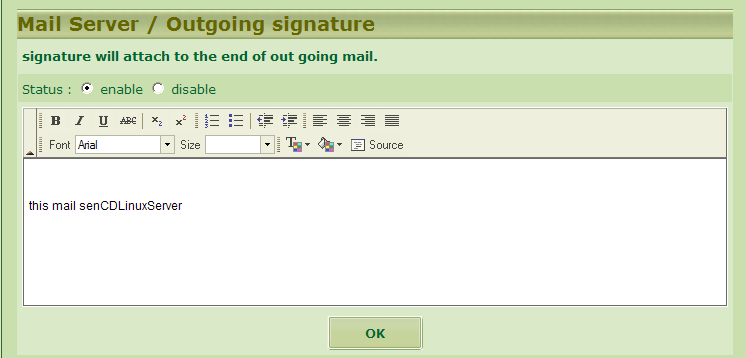 Mail Server / Outgoing signature
signature will attach to the end of out going mail.
Status : enable disable
B I U ABC x₂ x²
Font Arial Size T Source
this mail senCDLinuxServer
OK